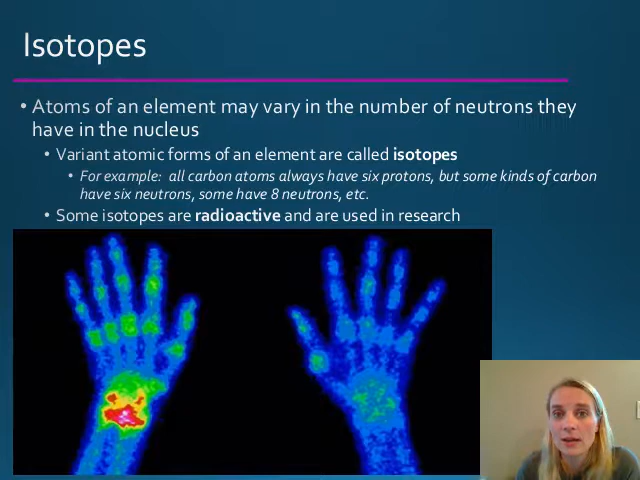 Isotopes
• Atoms of an element may vary in the number of neutrons they
have in the nucleus
• Variant atomic forms of an element are called isotopes
• For example: all carbon atoms always have six protons, but some kinds of carbon
have six neutrons, some have 8 neutrons, etc.
• Some isotopes are radioactive and are used in research